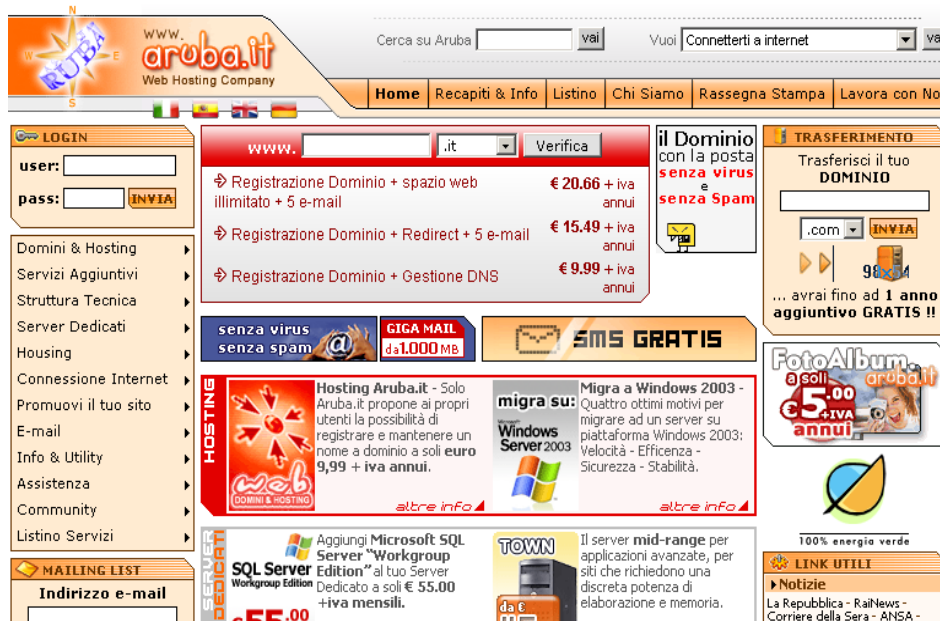 N
W
E
S
RUBA
www.
aruba.it
Web Hosting Company
Cerca su Aruba
vai
Vuoi
Connetterti a internet
Home
Recapiti & Info
Listino
Chi Siamo
Rassegna Stampa
Lavora con No
LOGIN
user:
pass:
INVIA
Domini & Hosting
Servizi Aggiuntivi
Struttura Tecnica
Server Dedicati
Housing
Connessione Internet
Promuovi il tuo sito
E-mail
Info & Utility
Assistenza
Community
Listino Servizi
MAILING LIST
Indirizzo e-mail
www.
.it
Verifica
Registrazione Dominio + spazio web
illimitato + 5 e-mail
€ 20.66 + iva
annui
Registrazione Dominio + Redirect + 5 e-mail
€ 15.49 + iva
annui
Registrazione Dominio + Gestione DNS
€ 9.99 + iva
annui
il Dominio
con la posta
senza virus
e
senza Spam
senza virus
senza spam
@
GIGA MAIL
da 1.000 MB
SMS GRATIS
HOSTING
web
DOMINI & HOSTING
Hosting Aruba.it - Solo
Aruba.it propone ai propri
utenti la possibilità di
registrare e mantenere un
nome a dominio a soli euro
9,99 + iva annui.
altre info
migra su:
Microsoft
Windows
Server 2003
Migra a Windows 2003 -
Quattro ottimi motivi per
migrare ad un server su
piattaforma Windows 2003:
Velocità - Efficenza -
Sicurezza - Stabilità.
altre info
SERVER
DEDICATI
SQL Server
Workgroup Edition
55.00
Aggiungi Microsoft SQL
Server "Workgroup
Edition" al tuo Server
Dedicato a soli € 55.00
+iva mensili.
TOWN
da €
Il server mid-range per
applicazioni avanzate, per
siti che richiedono una
discreta potenza di
elaborazione e memoria.
TRASFERIMENTO
Trasferisci il tuo
DOMINIO
.com
INVIA
98x54
... avrai fino ad 1 anno
aggiuntivo GRATIS !!
FotoAlbum
aruba.it
a soli
€5.00
+IVA
annui
100% energia verde
LINK UTILI
Notizie
La Repubblica - RaiNews -
Corriere della Sera - ANSA -